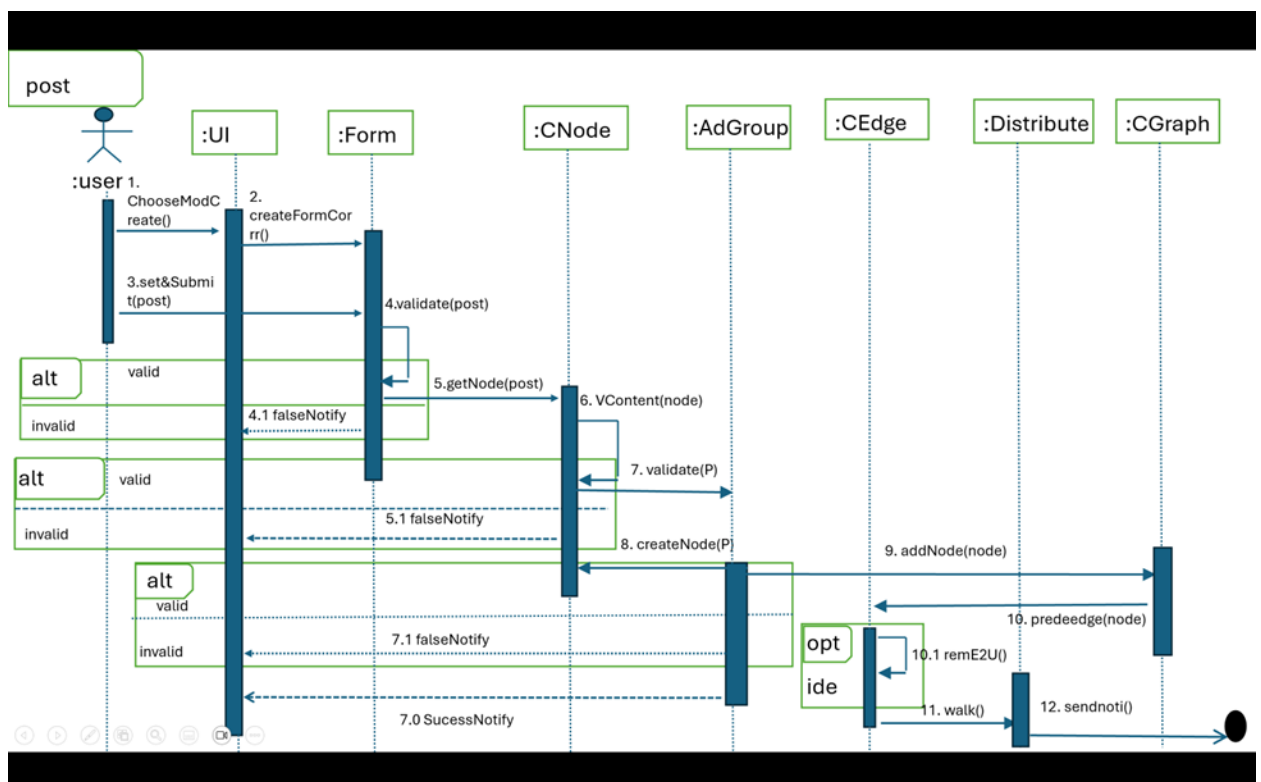 post
:UI
:Form
:CNode
:AdGroup
:CEdge
:Distribute
:CGraph
:user
1.
ChooseModC
reate()
2.
createFormCor
rr()
3.set&Submi
t(post)
4.validate(post)
alt
valid
5.getNode(post)
6. VContent(node)
4.1 falseNotify
invalid
alt
valid
7. validate(P)
5.1 falseNotify
invalid
8. createNode(P)
9. addNode(node)
alt
valid
10. predeedge(node)
7.1 falseNotify
invalid
opt
10.1 remE2U()
ide
11. walk()
12. sendnoti()
7.0 SucessNotify